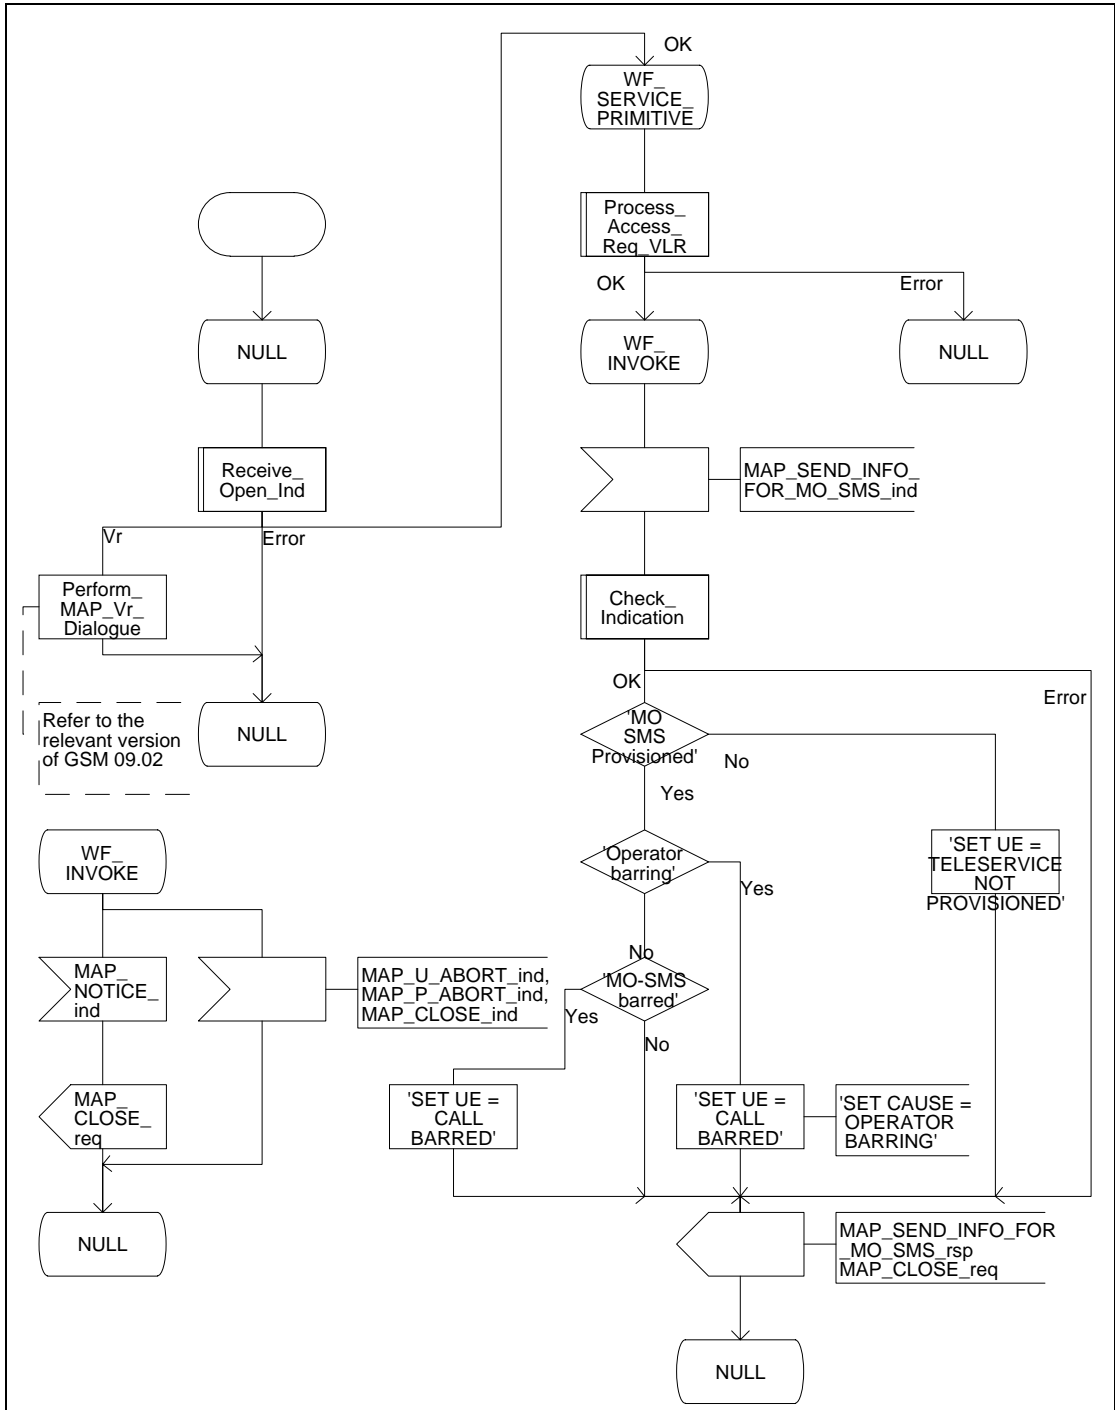 OK
WF_
SERVICE_
PRIMITIVE
Process_
Access_
Req_VLR
OK
Error
NULL
WF_
INVOKE
NULL
Receive_
Open_Ind
MAP_SEND_INFO_
FOR_MO_SMS_ind
Vr
Error
Perform_
MAP_Vr_
Dialogue
Check_
Indication
OK
Error
Refer to the
relevant version
of GSM 09.02
NULL
'MO
SMS
Provisioned'
No
Yes
WF_
INVOKE
'Operator
barring'
Yes
'SET UE =
TELESERVICE
NOT
PROVISIONED'
No
MAP_
NOTICE_
ind
MAP_U_ABORT_ind,
MAP_P_ABORT_ind,
MAP_CLOSE_ind
'MO-SMS
barred'
Yes
No
MAP_
CLOSE_
req
'SET UE =
CALL
BARRED'
'SET UE =
CALL
BARRED'
'SET CAUSE =
OPERATOR
BARRING'
NULL
MAP_SEND_INFO_FOR
_MO_SMS_rsp
MAP_CLOSE_req
NULL